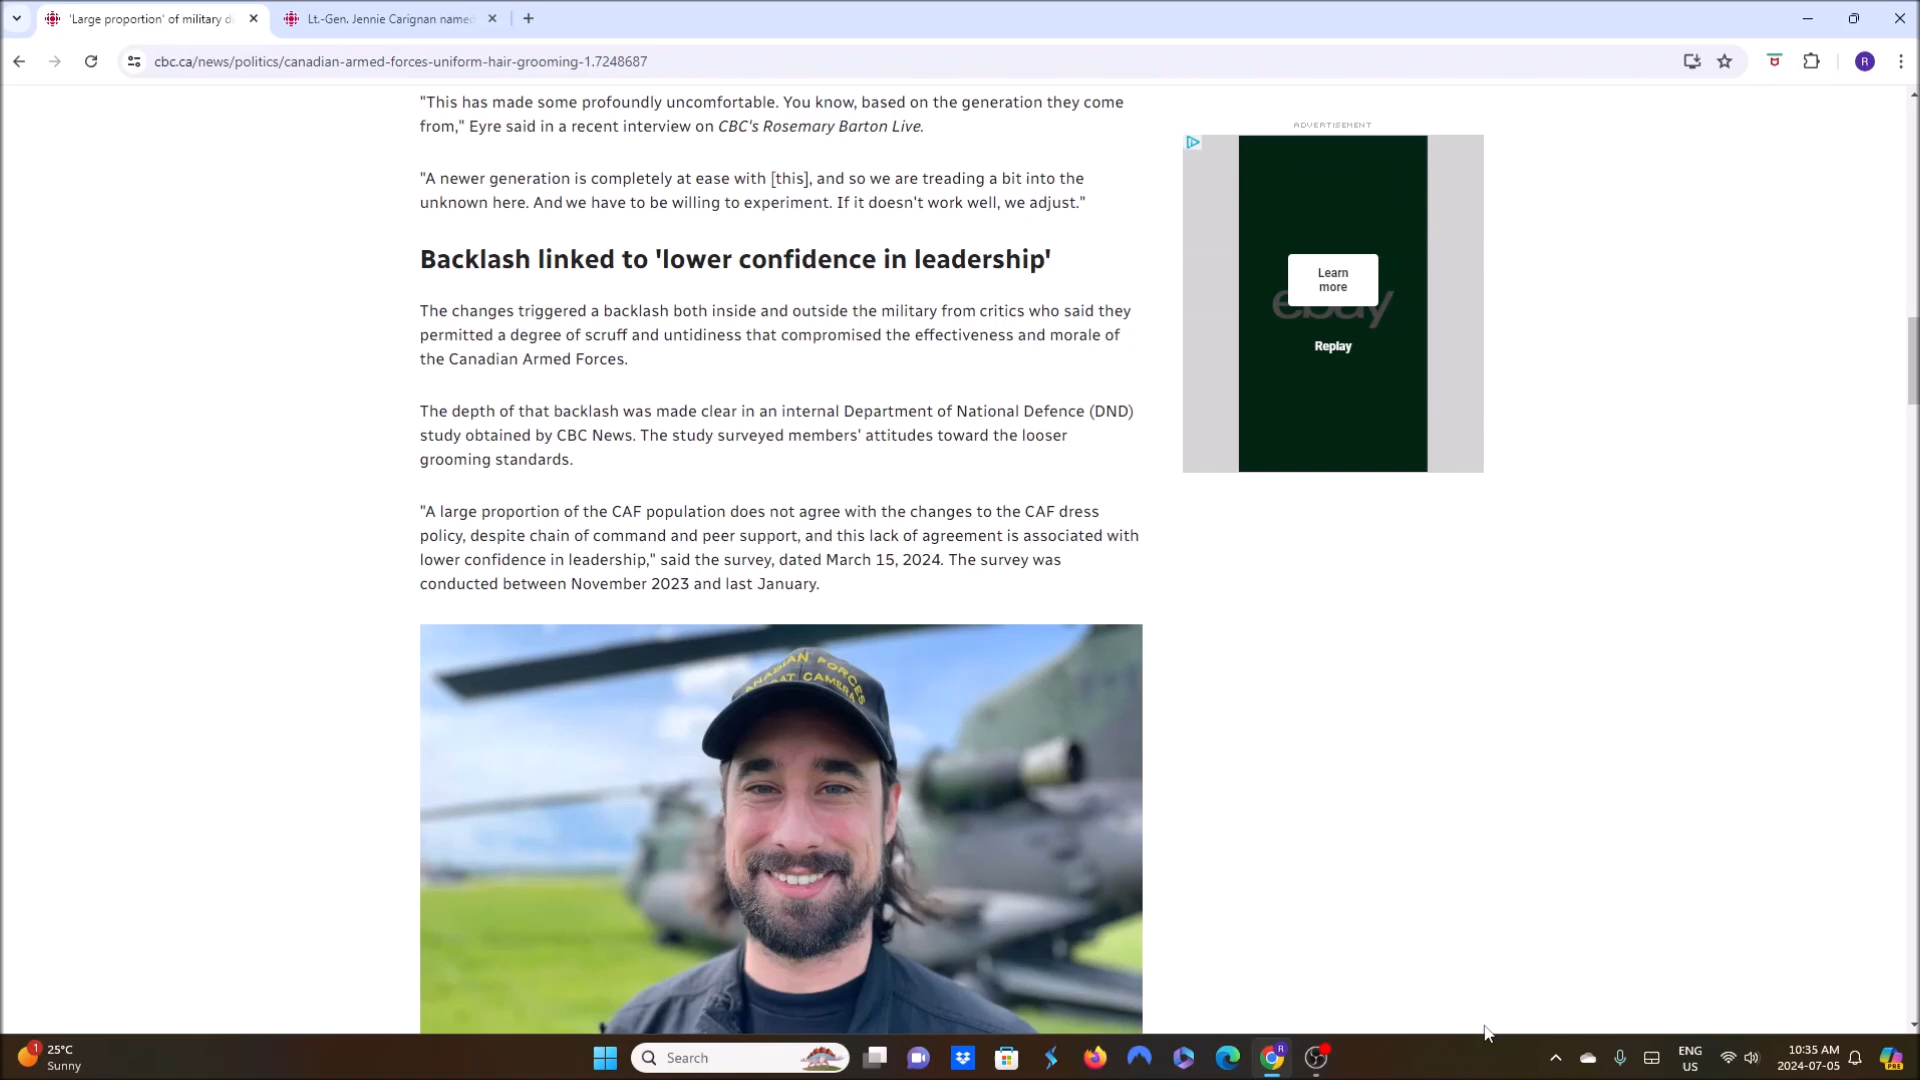 'Large proportion' of military d
Lt.-Gen. Jennie Carignan named
cbc.ca/news/politics/canadian-armed-forces-uniform-hair-grooming-1.7248687
R
"This has made some profoundly uncomfortable. You know, based on the generation they come
from," Eyre said in a recent interview on CBC's Rosemary Barton Live.
"A newer generation is completely at ease with [this], and so we are treading a bit into the
unknown here. And we have to be willing to experiment. If it doesn't work well, we adjust."
Backlash linked to 'lower confidence in leadership'
The changes triggered a backlash both inside and outside the military from critics who said they
permitted a degree of scruff and untidiness that compromised the effectiveness and morale of
the Canadian Armed Forces.
The depth of that backlash was made clear in an internal Department of National Defence (DND)
study obtained by CBC News. The study surveyed members' attitudes toward the looser
grooming standards.
"A large proportion of the CAF population does not agree with the changes to the CAF dress
policy, despite chain of command and peer support, and this lack of agreement is associated with
lower confidence in leadership," said the survey, dated March 15, 2024. The survey was
conducted between November 2023 and last January.
ADVERTISEMENT
Learn
more
ebay
Replay
CANADIAN FORCES
COMBAT CAMERA
1
25°C
Sunny
Search
R
ENG
US
10:35 AM
2024-07-05
PRE